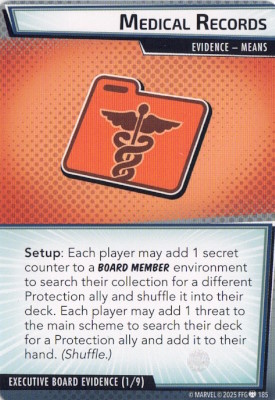 Medical Records
EVIDENCE – MEANS
Setup: Each player may add 1 secret
counter to a BOARD MEMBER environment
to search their collection for a different
Protection ally and shuffle it into their
deck. Each player may add 1 threat to
the main scheme to search their deck
for a Protection ally and add it to their
hand. (Shuffle.)
EXECUTIVE BOARD EVIDENCE (1/9)
© MARVEL © 2025 FFG 185